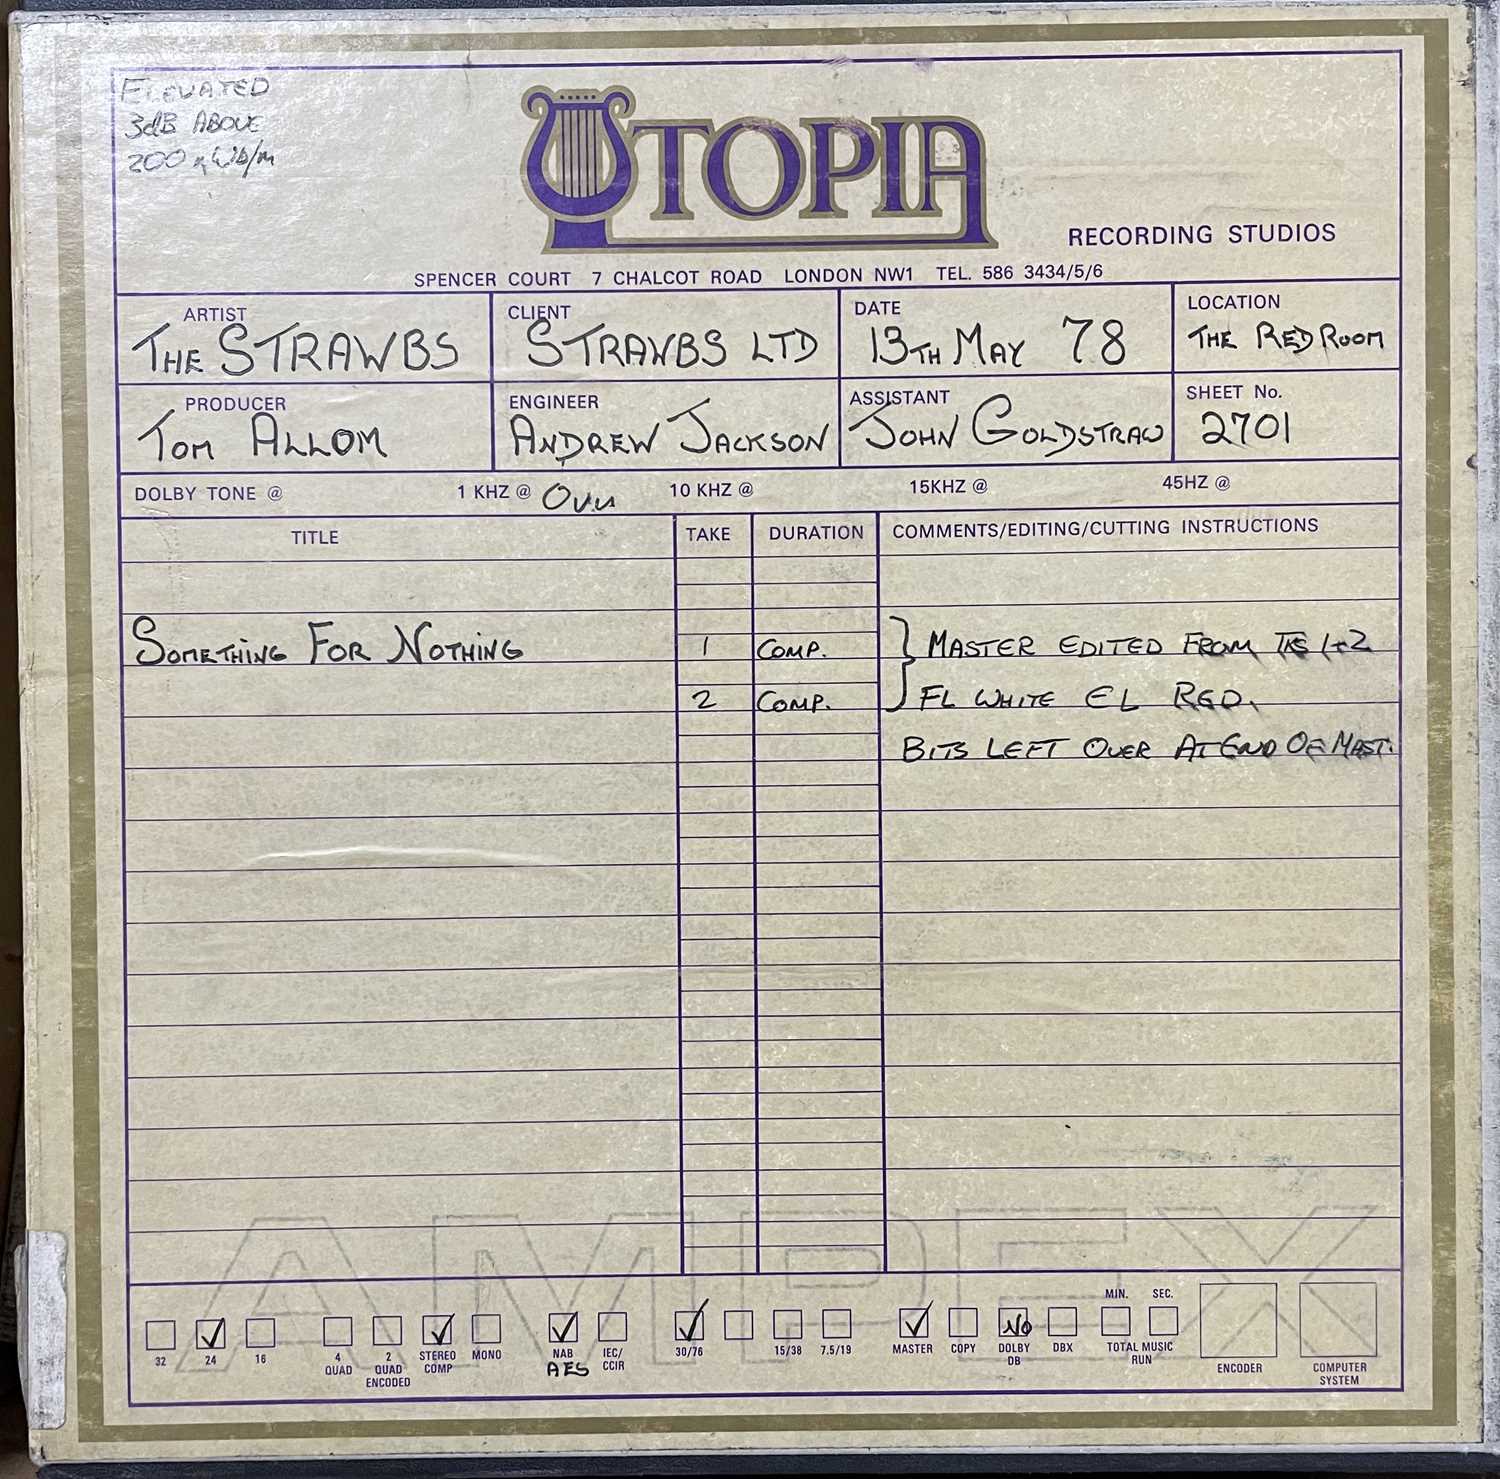 ELEVATED
3dB ABOVE
200 nWb/m
UTOPIA
RECORDING STUDIOS
SPENCER COURT 7 CHALCOT ROAD LONDON NW1 TEL. 586 3434/5/6
ARTIST CLIENT DATE LOCATION
THE STRAWBS STRAWBS LTD 13TH MAY 78 THE RED ROOM
PRODUCER ENGINEER ASSISTANT SHEET No.
TOM ALLOM ANDREW JACKSON JOHN GOLDSTRAW 2701
DOLBY TONE @ 1 KHZ @ OVU 10 KHZ @ 15KHZ @ 45HZ @
TITLE TAKE DURATION COMMENTS/EDITING/CUTTING INSTRUCTIONS
SOMETHING FOR NOTHING 1 COMP. } MASTER EDITED FROM TKS 1+2
2 COMP. FL WHITE EL RED.
BITS LEFT OVER AT END OF MAST.
AMPEX
MIN. SEC.
NO
32 24 16 4 QUAD 2 QUAD ENCODED STEREO COMP MONO NAB IEC/CCIR 30/76 15/38 7.5/19 MASTER COPY DOLBY DB DBX TOTAL MUSIC RUN ENCODER COMPUTER SYSTEM
AES